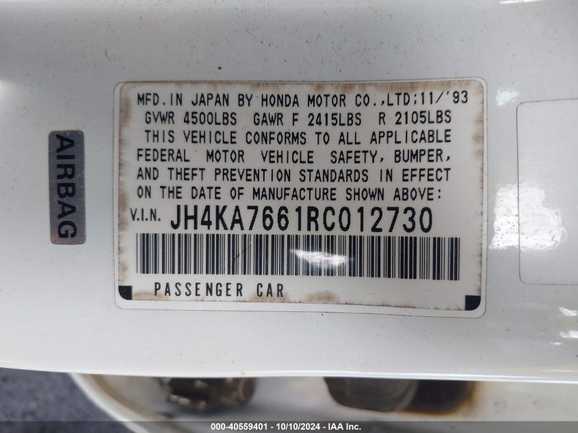 MFD.IN JAPAN BY HONDA MOTOR CO.,LTD;11/'93
GVWR 4500LBS GAWR F 2415LBS R 2105LBS
THIS VEHICLE CONFORMS TO ALL APPLICABLE
FEDERAL MOTOR VEHICLE SAFETY, BUMPER,
AND THEFT PREVENTION STANDARDS IN EFFECT
ON THE DATE OF MANUFACTURE SHOWN ABOVE:
V.I.N. JH4KA7661RC012730
PASSENGER CAR
AIRBAG
000-40559401 - 10/10/2024 - IAA Inc.